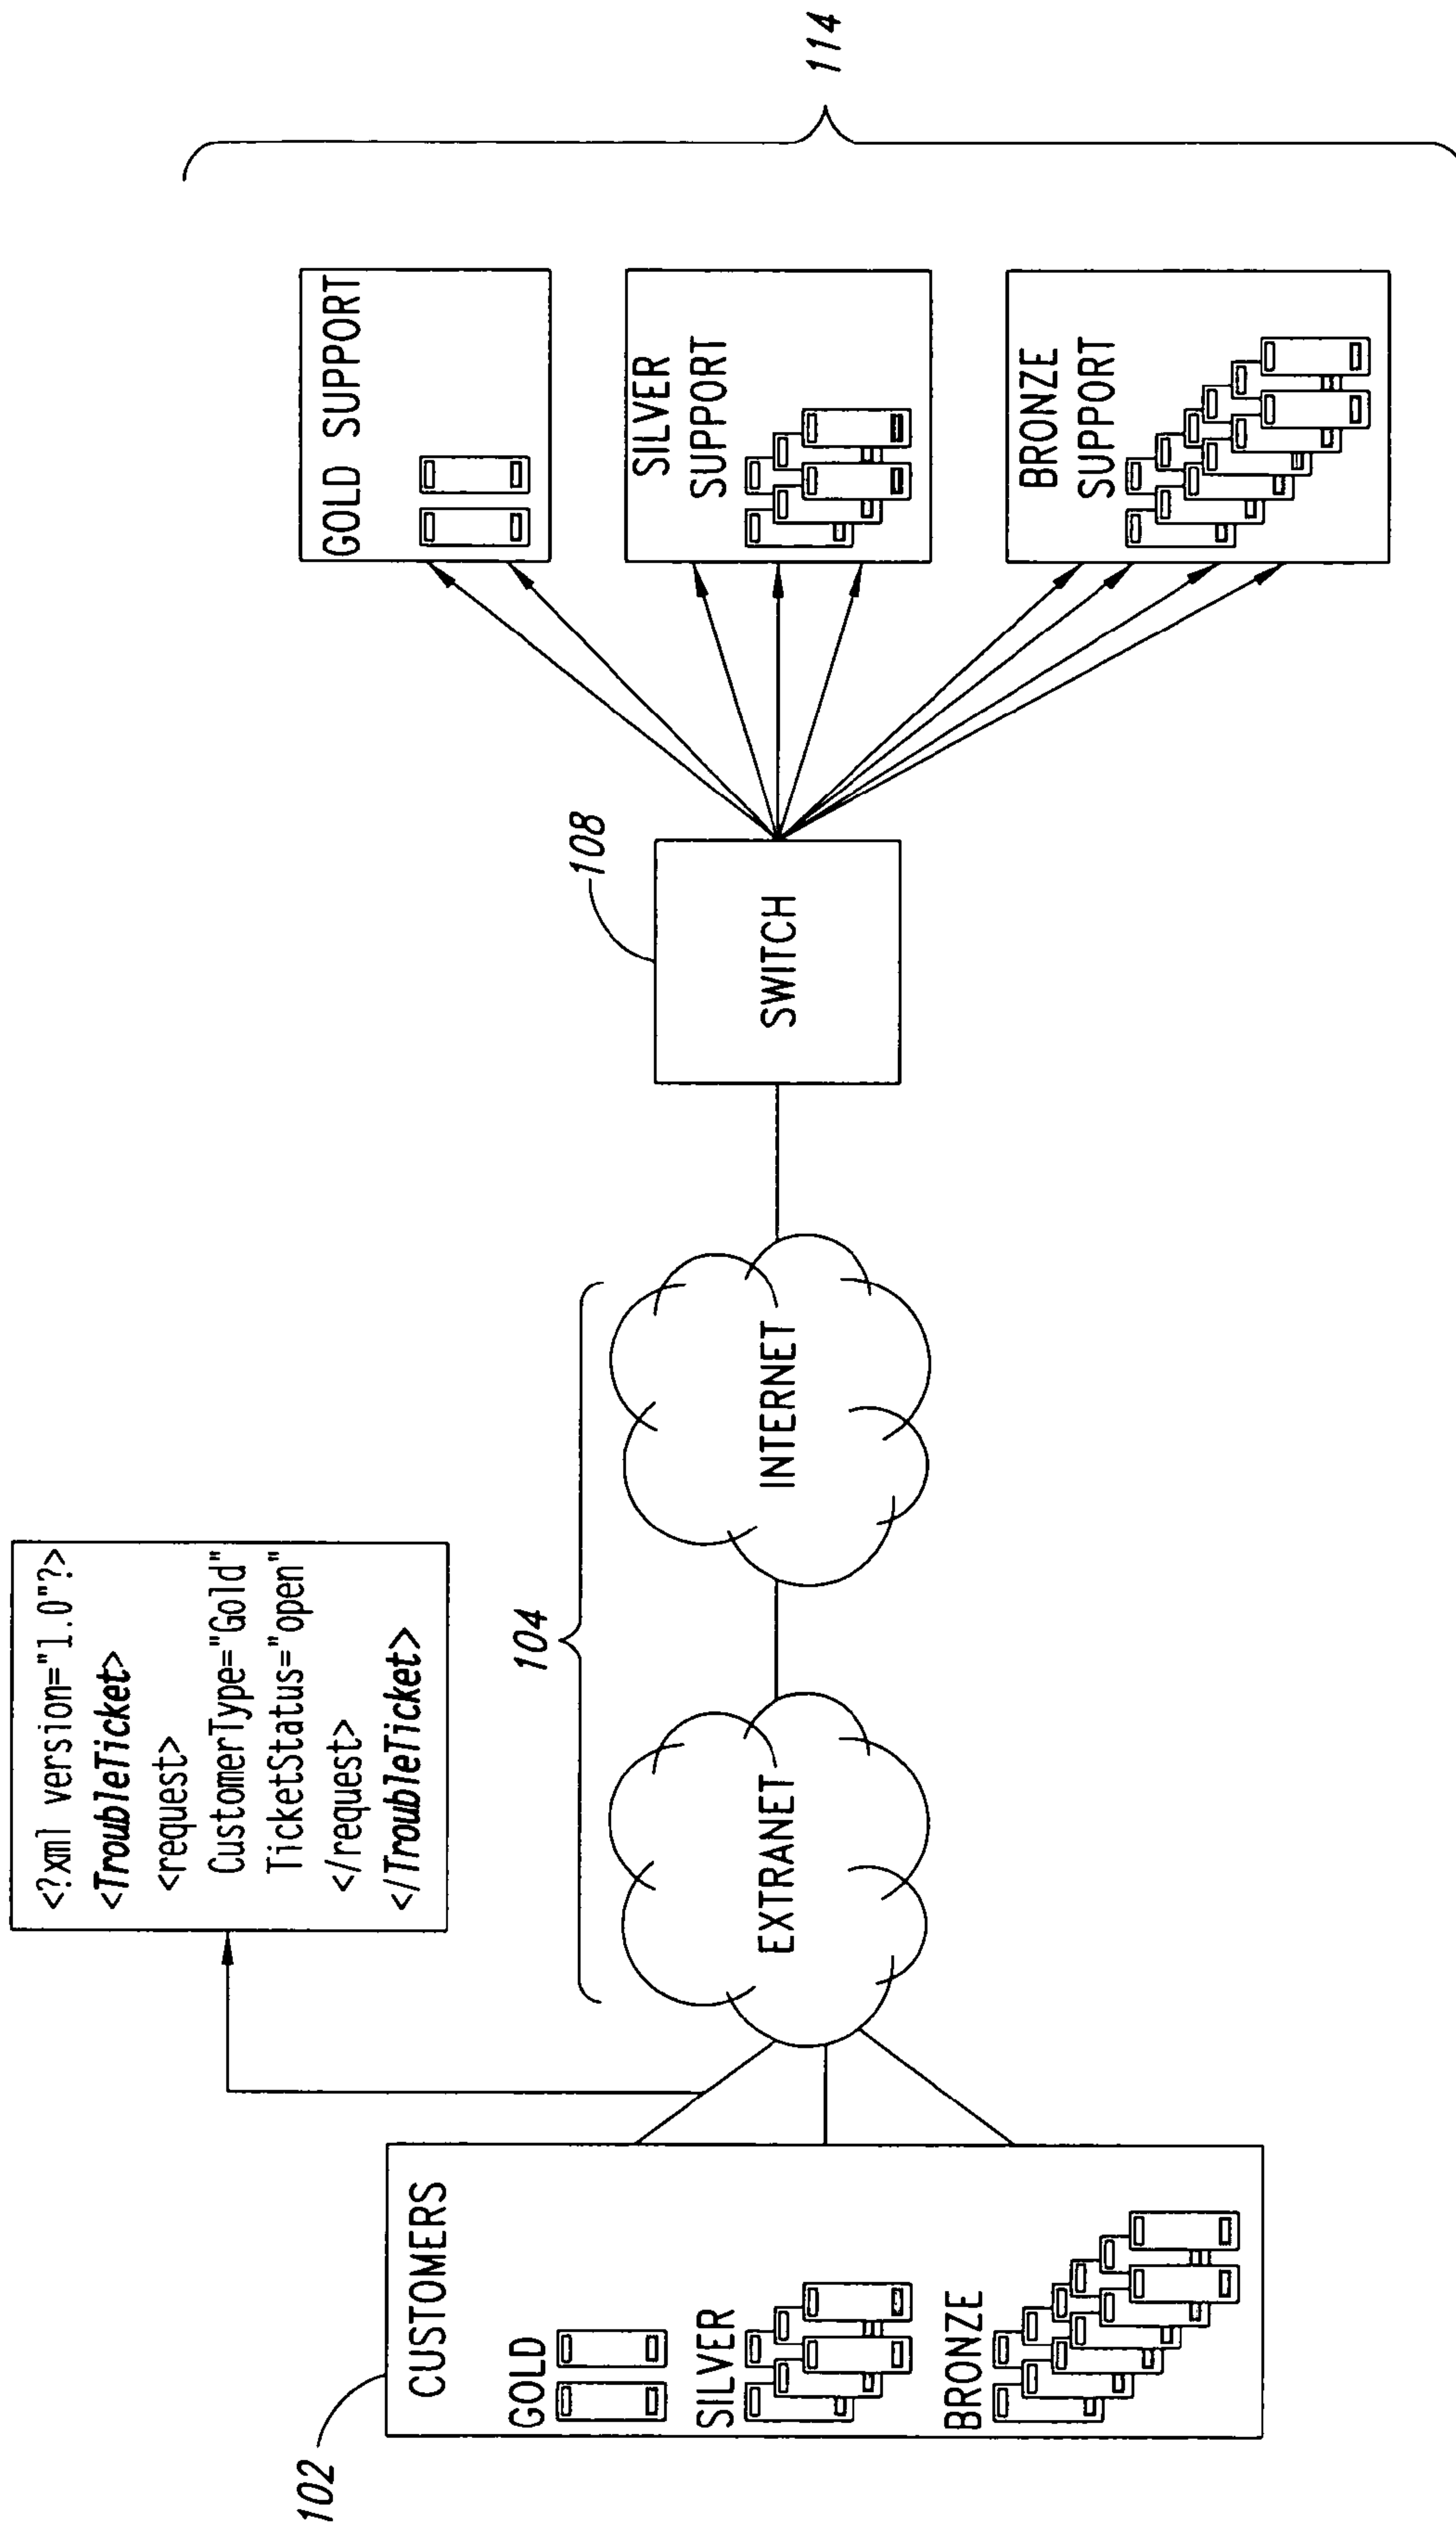 102
CUSTOMERS
GOLD
SILVER
BRONZE
<?xml version="1.0"?>
<TroubleTicket>
<request>
CustomerType="Gold"
TicketStatus="open"
</request>
</TroubleTicket>
104
EXTRANET
INTERNET
108
SWITCH
GOLD SUPPORT
SILVER
SUPPORT
BRONZE
SUPPORT
114